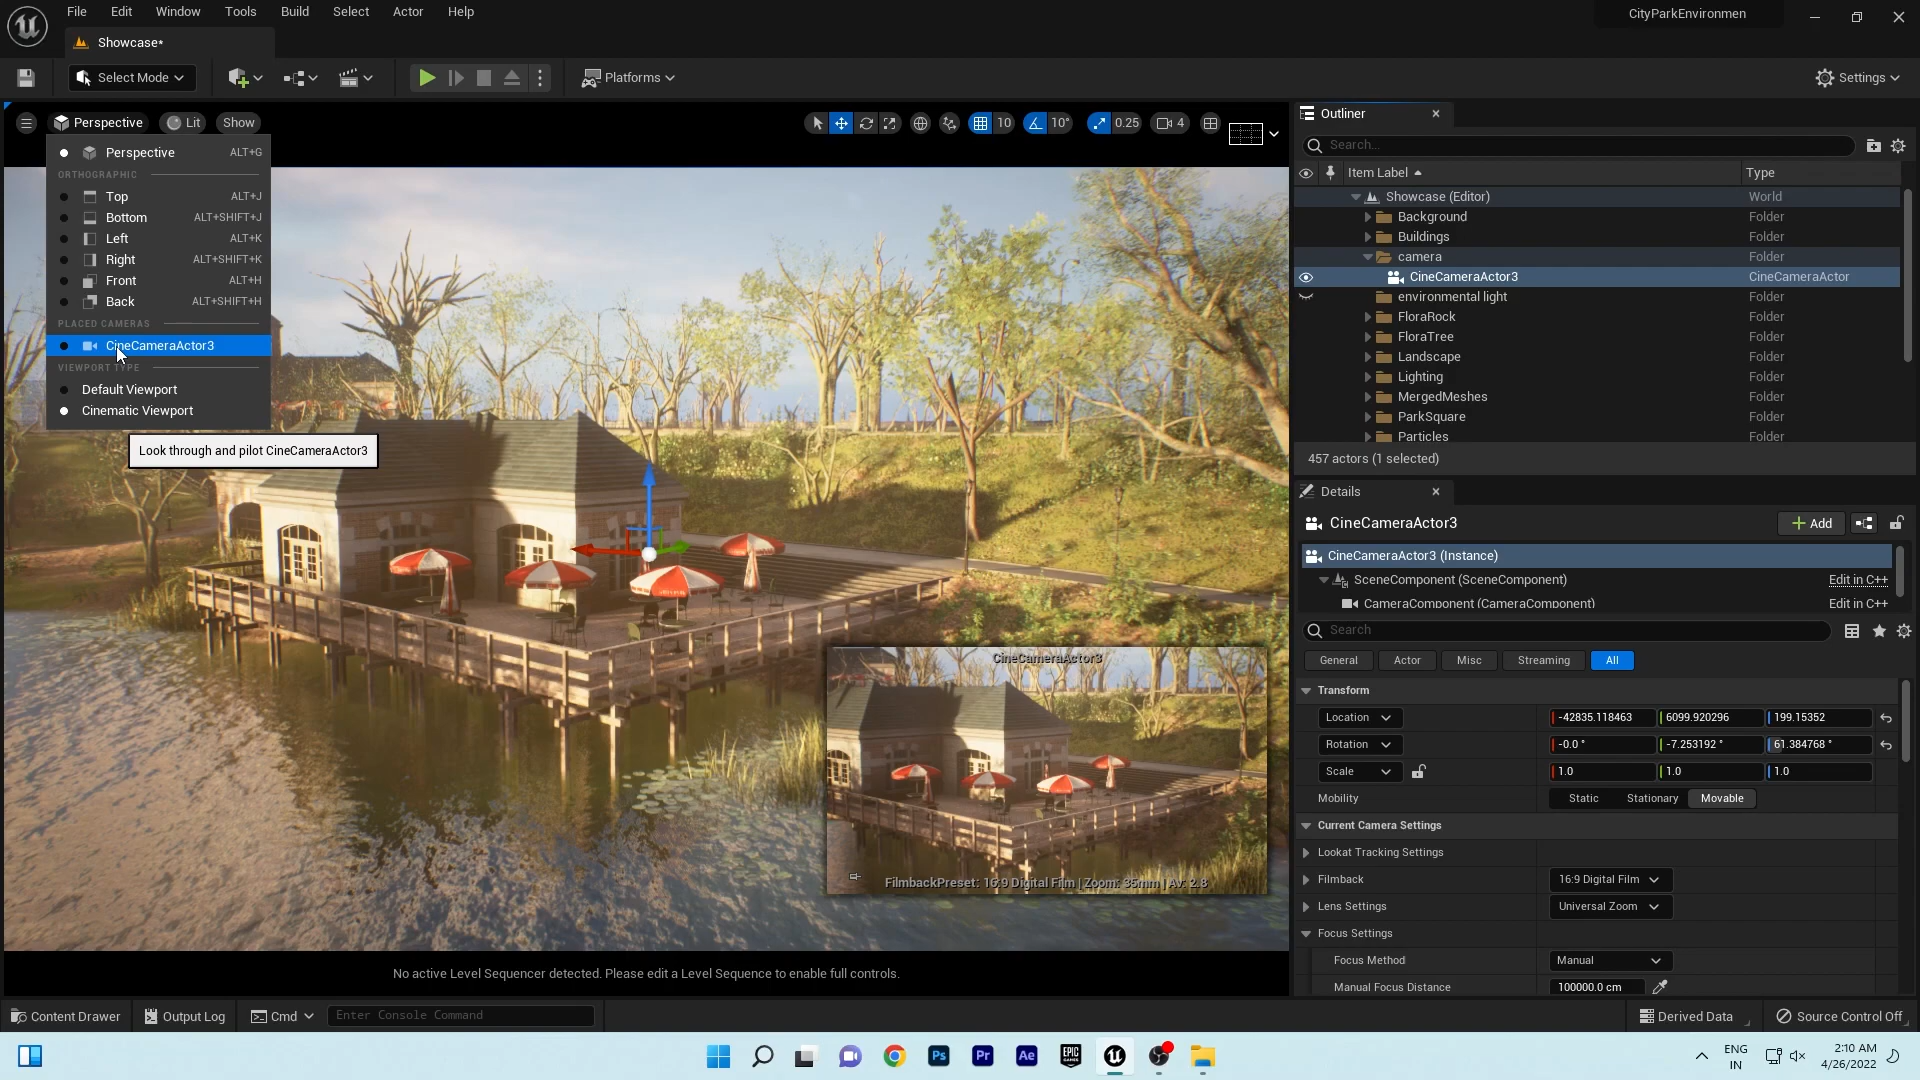 File Edit Window Tools Build Select Actor Help
CityParkEnvironmen
Showcase*
Select Mode
Platforms
Settings
Perspective Lit Show
10 10° 0.25 4
Perspective ALT+G
ORTHOGRAPHIC
Top ALT+J
Bottom ALT+SHIFT+J
Left ALT+K
Right ALT+SHIFT+K
Front ALT+H
Back ALT+SHIFT+H
PLACED CAMERAS
CineCameraActor3
VIEWPORT TYPE
Default Viewport
Cinematic Viewport
Look through and pilot CineCameraActor3
CineCameraActor3
FilmbackPreset: 16:9 Digital Film | Zoom: 35mm | Av: 2.8
No active Level Sequencer detected. Please edit a Level Sequence to enable full controls.
Outliner
Search...
Item Label Type
Showcase (Editor) World
Background Folder
Buildings Folder
camera Folder
CineCameraActor3 CineCameraActor
environmental light Folder
FloraRock Folder
FloraTree Folder
Landscape Folder
Lighting Folder
MergedMeshes Folder
ParkSquare Folder
Particles Folder
457 actors (1 selected)
Details
CineCameraActor3
Add
CineCameraActor3 (Instance)
SceneComponent (SceneComponent) Edit in C++
CameraComponent (CameraComponent) Edit in C++
Search
General Actor Misc Streaming All
Transform
Location -42835.118463 6099.920296 199.15352
Rotation -0.0 ° -7.253192 ° 61.384768 °
Scale 1.0 1.0 1.0
Mobility Static Stationary Movable
Current Camera Settings
Lookat Tracking Settings
Filmback 16:9 Digital Film
Lens Settings Universal Zoom
Focus Settings
Focus Method Manual
Manual Focus Distance 100000.0 cm
Content Drawer Output Log Cmd Enter Console Command
Derived Data Source Control Off
Ps Pr Ae EPIC GAMES
ENG
IN
2:10 AM
4/26/2022